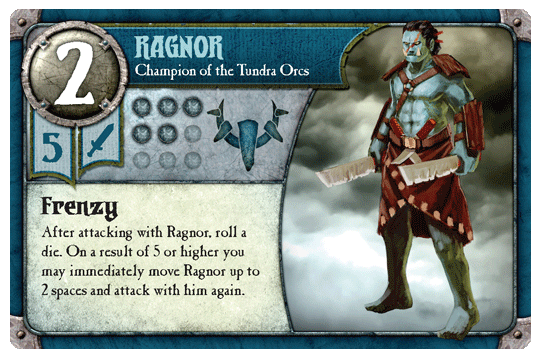 2
RAGNOR
Champion of the Tundra Orcs
5
Frenzy
After attacking with Ragnor, roll a
die. On a result of 5 or higher you
may immediately move Ragnor up to
2 spaces and attack with him again.